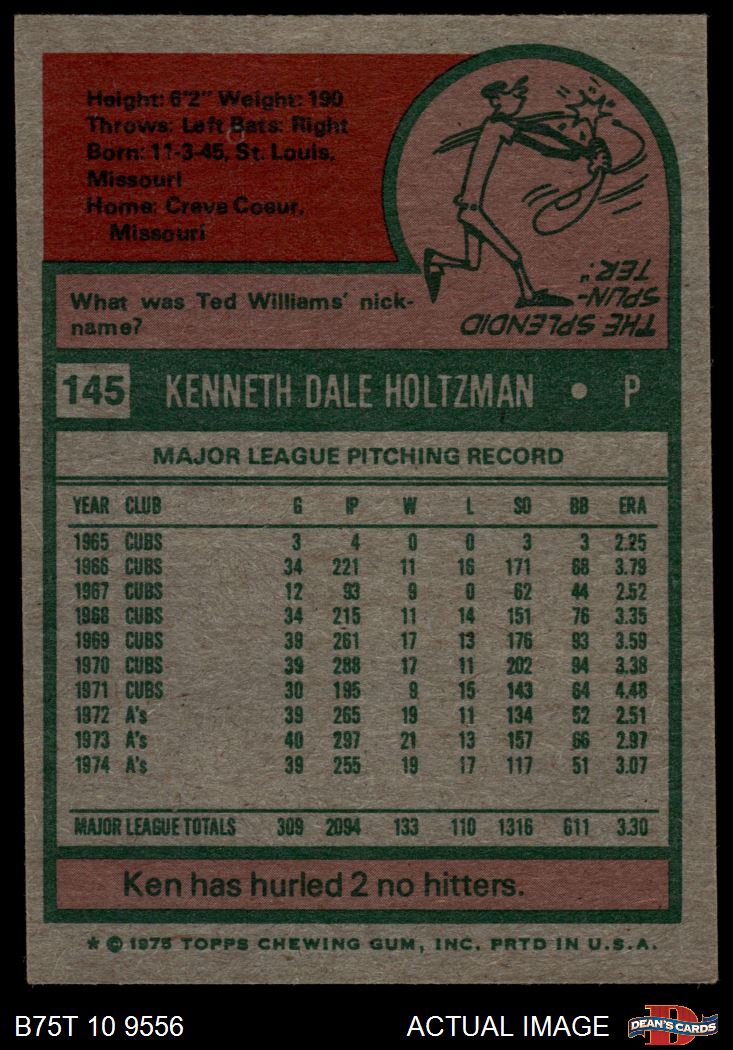 Height: 6'2" Weight: 190
Throws: Left Bats: Right
Born: 11-3-45, St. Louis,
Missouri
Home: Creve Coeur,
Missouri
What was Ted Williams' nick-
name?
THE SPLENDID
SPLIN-
TER."
145 KENNETH DALE HOLTZMAN • P
MAJOR LEAGUE PITCHING RECORD
YEAR CLUB G IP W L SO BB ERA
1965 CUBS 3 4 0 0 3 3 2.25
1966 CUBS 34 221 11 16 171 68 3.79
1967 CUBS 12 93 9 0 62 44 2.52
1968 CUBS 34 215 11 14 151 76 3.35
1969 CUBS 39 261 17 13 176 93 3.59
1970 CUBS 39 288 17 11 202 94 3.38
1971 CUBS 30 195 9 15 143 64 4.48
1972 A's 39 265 19 11 134 52 2.51
1973 A's 40 297 21 13 157 66 2.97
1974 A's 39 255 19 17 117 51 3.07
MAJOR LEAGUE TOTALS 309 2094 133 110 1316 611 3.30
Ken has hurled 2 no hitters.
* © 1975 TOPPS CHEWING GUM, INC. PRTD IN U.S.A.
B75T 10 9556 ACTUAL IMAGE DEAN'S CARDS